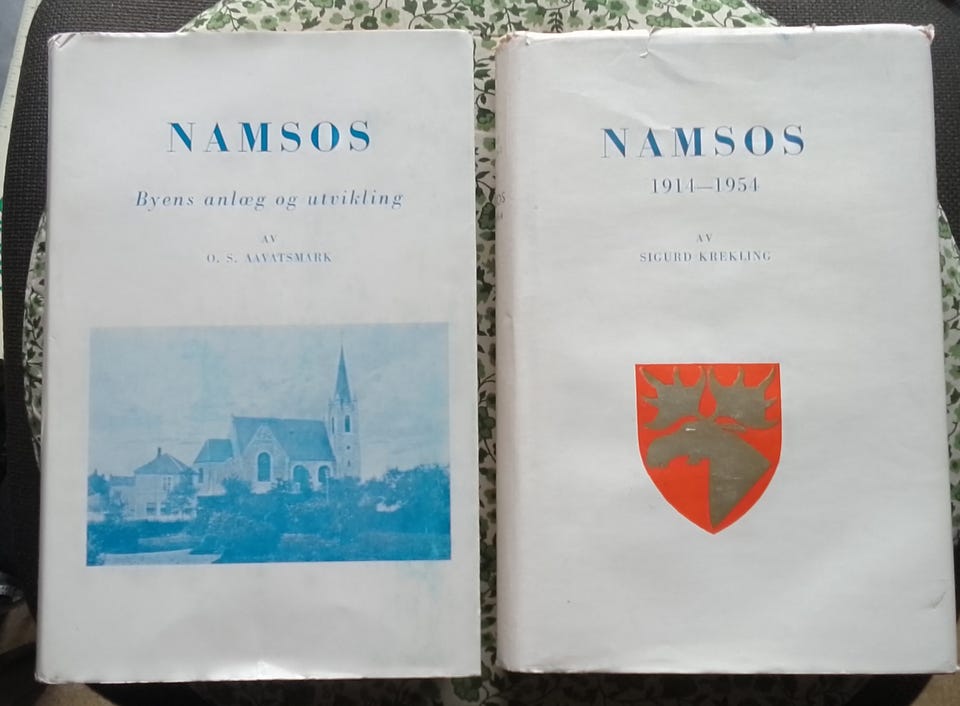 NAMSOS
Byens anlæg og utvikling
AV
O. S. AAVATSMARK
NAMSOS
1914—1954
AV
SIGURD KREKLING